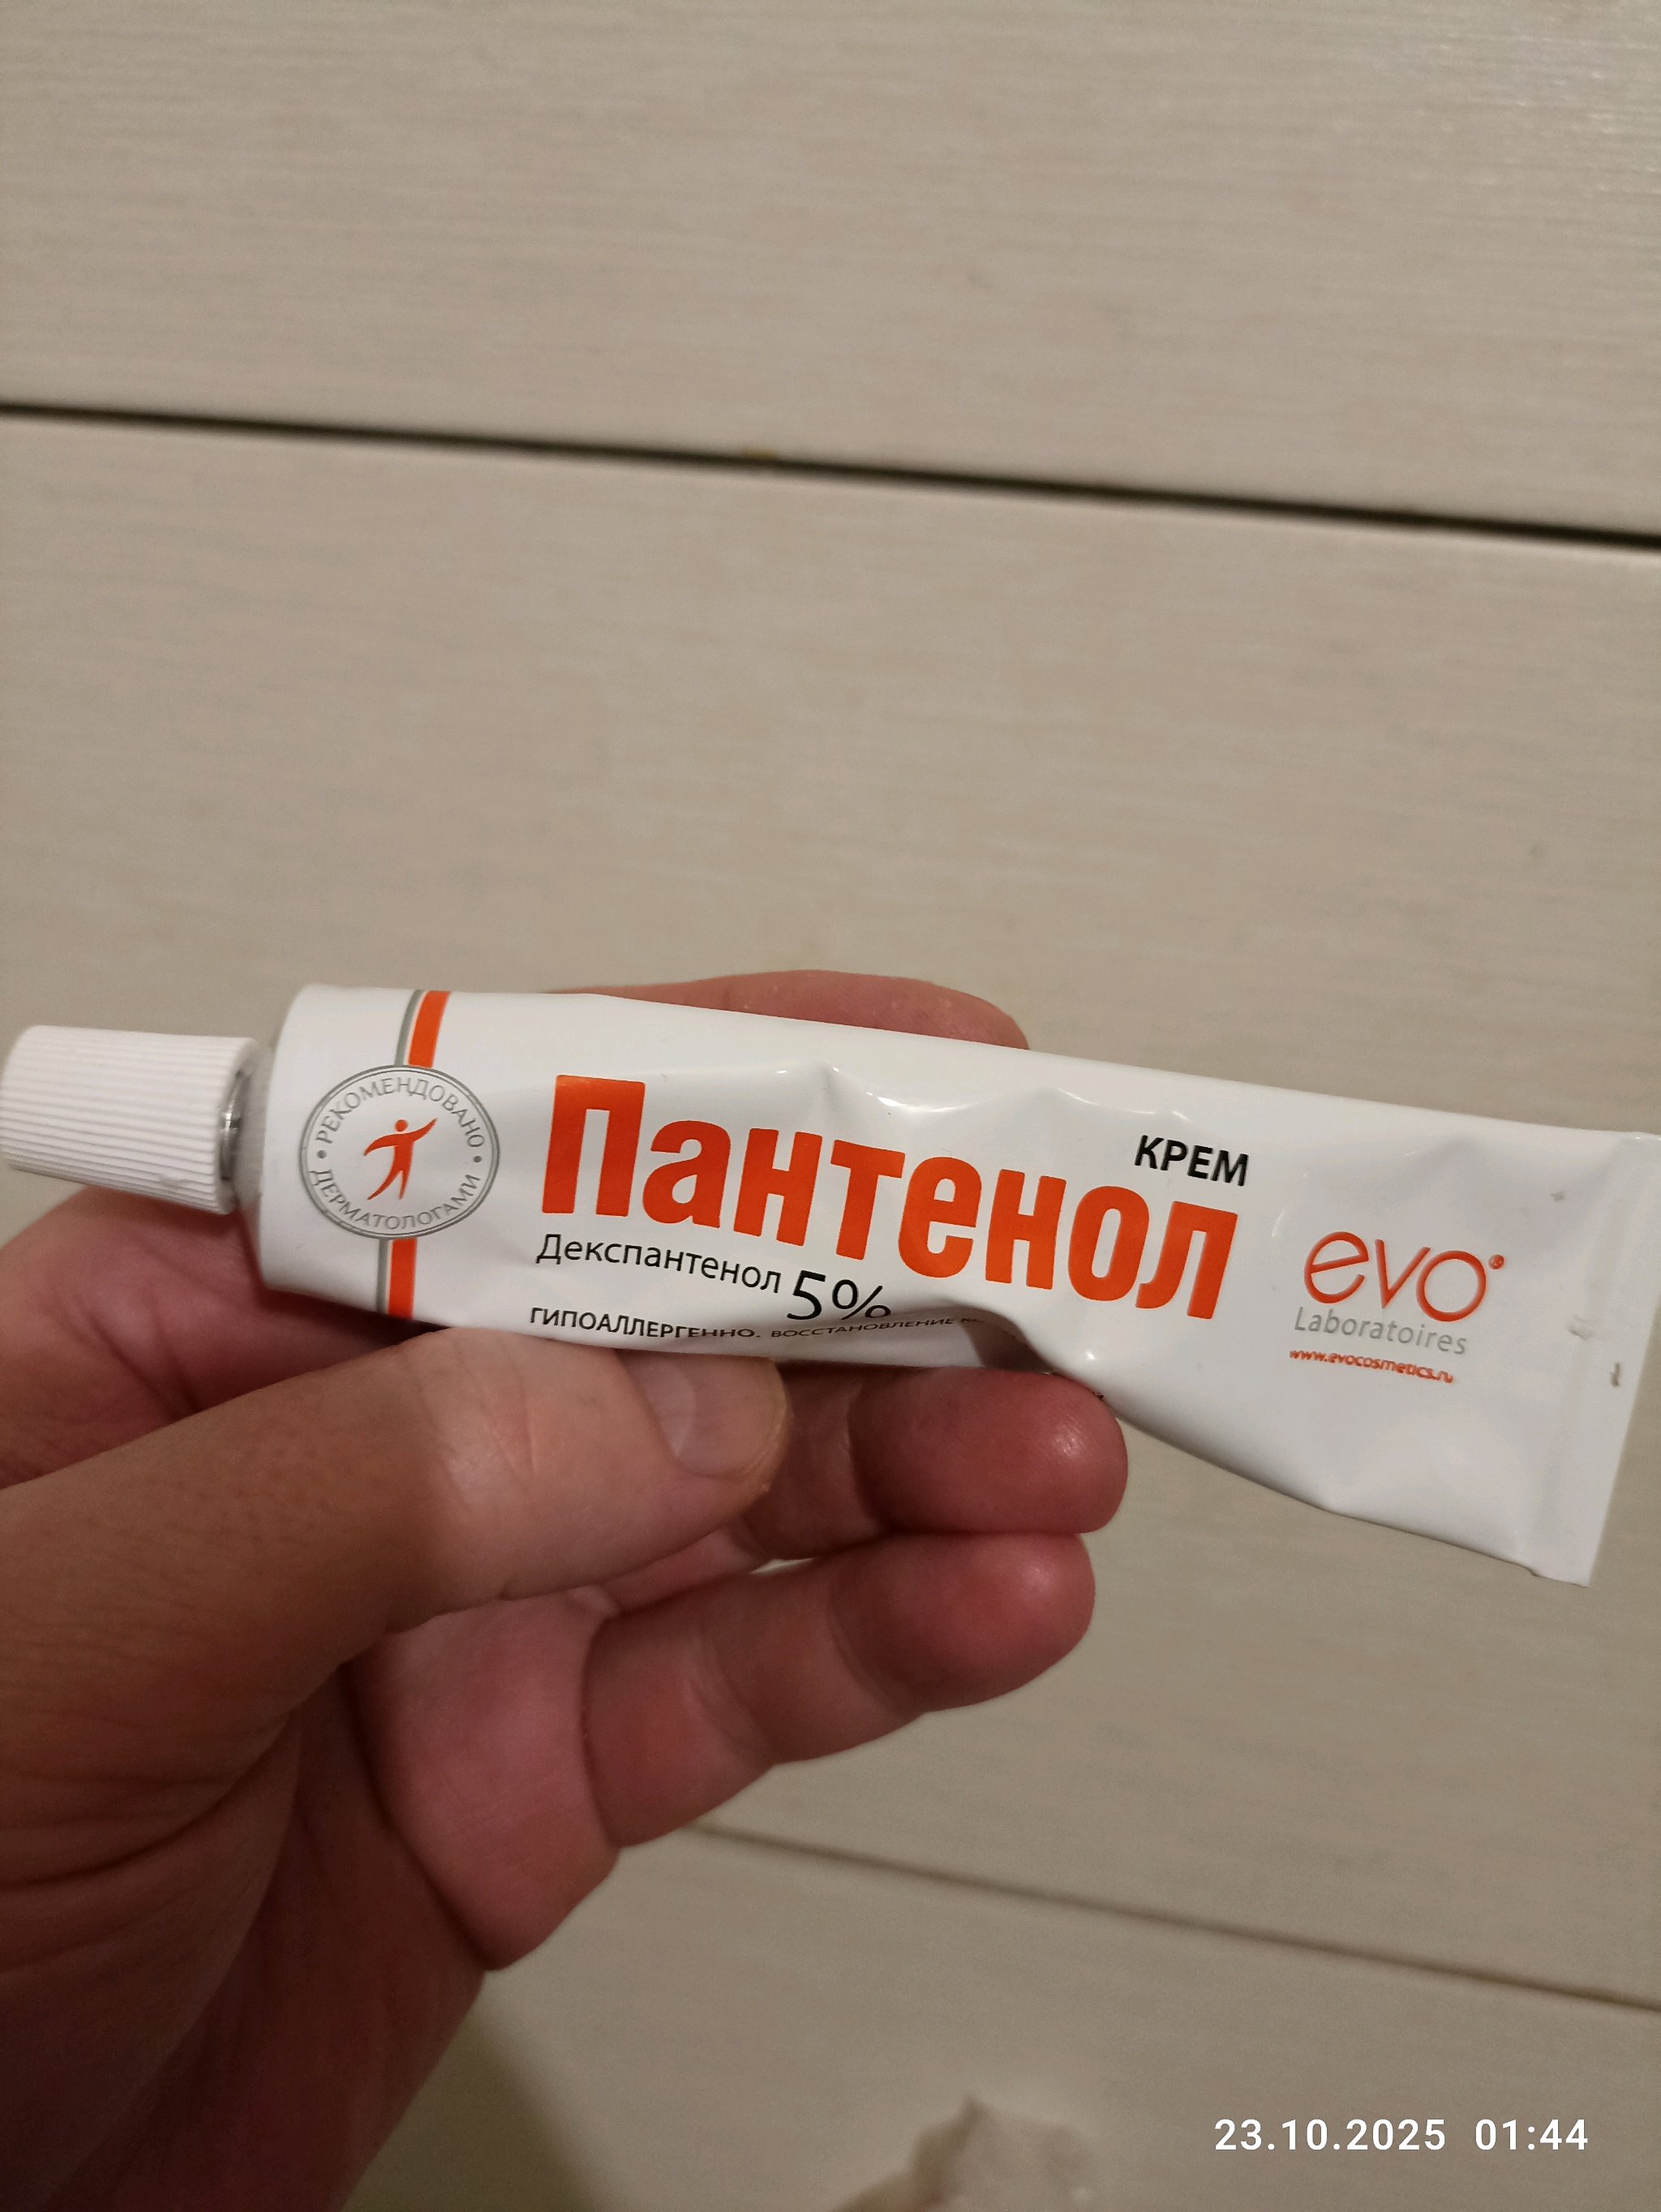 РЕКОМЕНДОВАНО
ДЕРМАТОЛОГАМИ
КРЕМ
Пантенол
Декспантенол 5%
ГИПОАЛЛЕРГЕННО. ВОССТАНОВЛЕНИЕ
evo
Laboratoires
www.evocosmetics.ru
23.10.2025 01:44